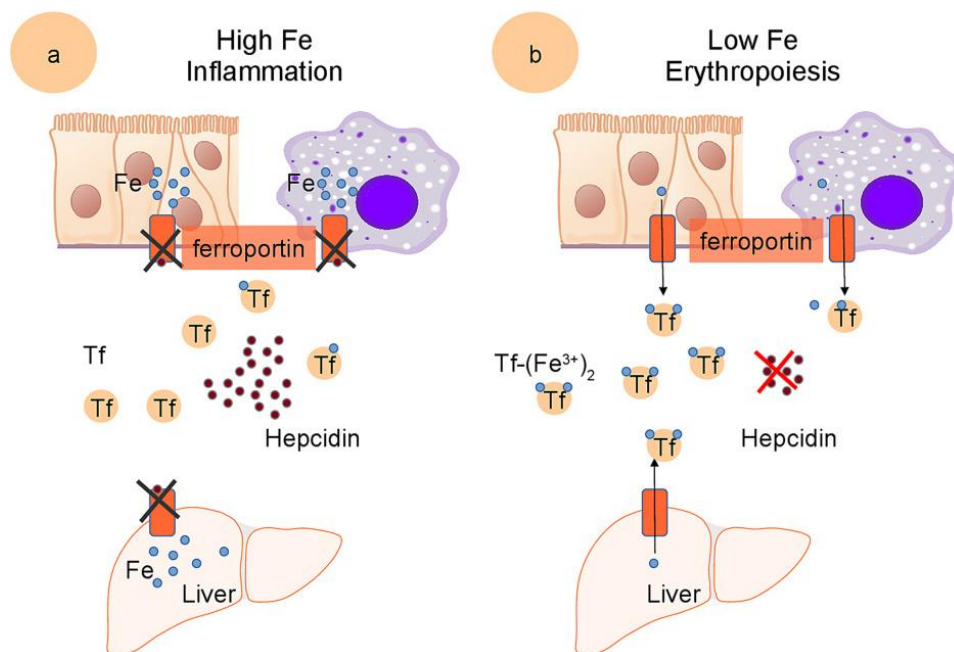 a
High Fe
Inflammation
Fe
Fe
ferroportin
Tf
Tf
Tf
Tf
Tf
Tf
Hepcidin
Fe
Liver
b
Low Fe
Erythropoiesis
ferroportin
Tf
Tf
Tf-(Fe³⁺)₂
Tf
Tf
Tf
Tf
Hepcidin
Liver